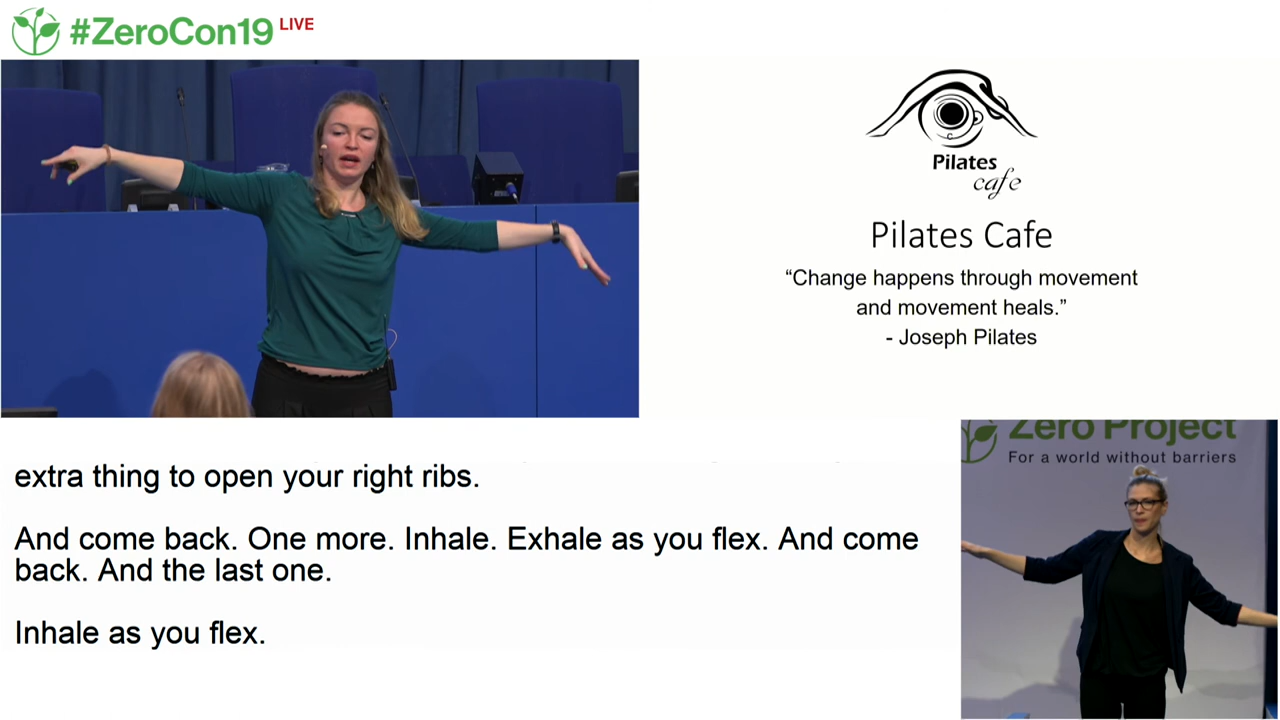 #ZeroCon19 LIVE
Pilates
cafe
Pilates Cafe
“Change happens through movement
and movement heals.”
- Joseph Pilates
extra thing to open your right ribs.
And come back. One more. Inhale. Exhale as you flex. And come
back. And the last one.
Inhale as you flex.
Zero Project
For a world without barriers